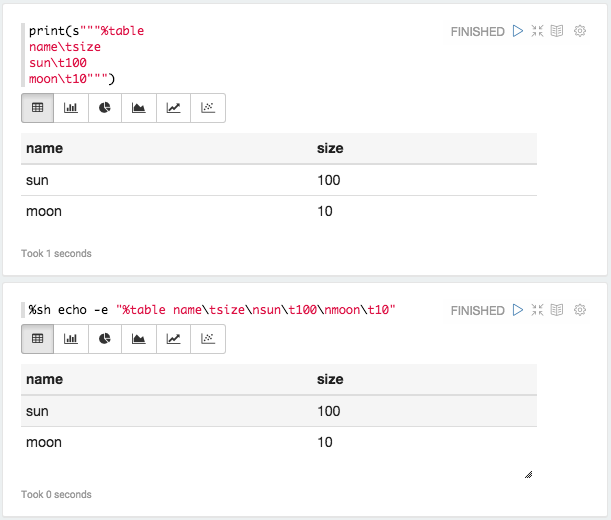 print(s"""%table
name\tsize
sun\t100
moon\t10""")
FINISHED
name size
sun 100
moon 10
Took 1 seconds
%sh echo -e "%table name\tsize\nsun\t100\nmoon\t10"
FINISHED
name size
sun 100
moon 10
Took 0 seconds